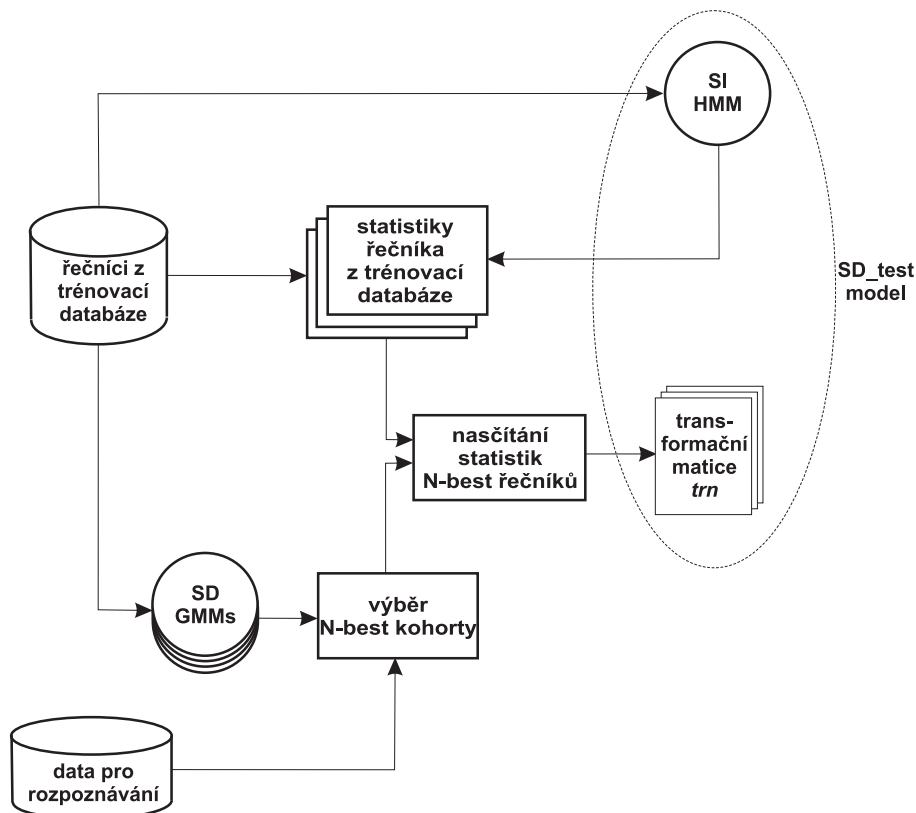 SI
HMM
statistiky
řečníka
z trénovací
databáze
řečníci z
trénovací
databáze
SD_test
model
trans-
formační
matice
trn
nasčítání
statistik
N-best řečníků
SD
GMMs
výběr
N-best kohorty
data pro
rozpoznávání